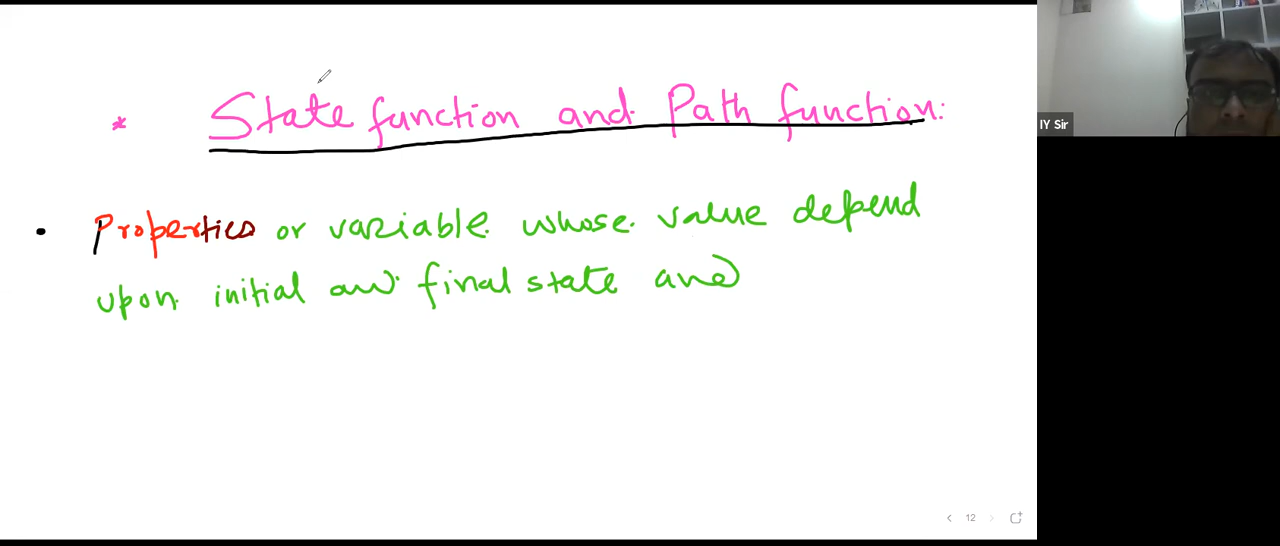 * State function and Path function:
• Properties or variable whose value depend
upon initial and final state and
IY Sir
12